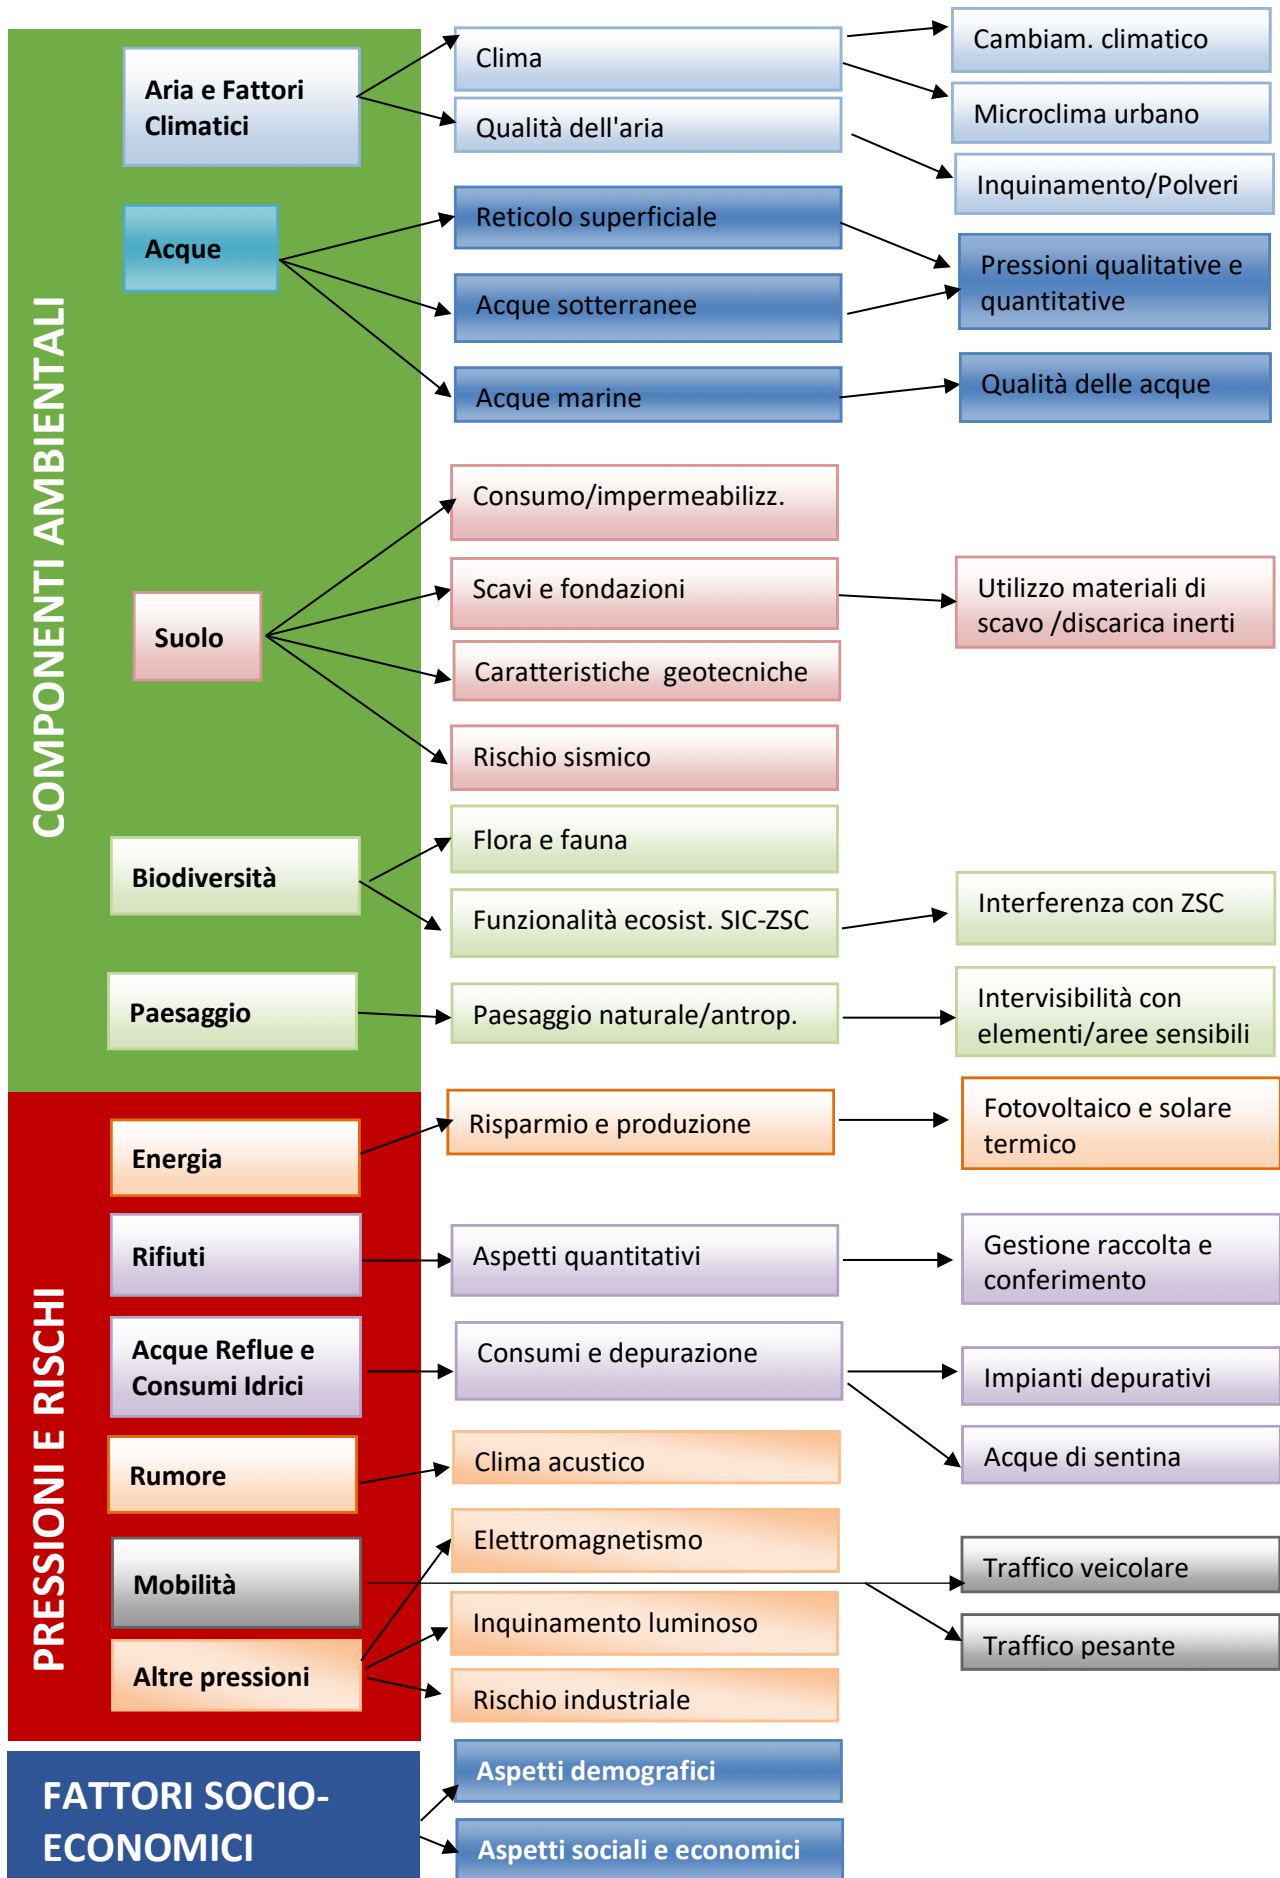 COMPONENTI AMBIENTALI
Aria e Fattori
Climatici
Clima
Qualità dell'aria
Cambiam. climatico
Microclima urbano
Inquinamento/Polveri
Acque
Reticolo superficiale
Acque sotterranee
Acque marine
Pressioni qualitative e
quantitative
Qualità delle acque
Suolo
Consumo/impermeabilizz.
Scavi e fondazioni
Caratteristiche geotecniche
Rischio sismico
Utilizzo materiali di
scavo /discarica inerti
Biodiversità
Flora e fauna
Funzionalità ecosist. SIC-ZSC
Interferenza con ZSC
Paesaggio
Paesaggio naturale/antrop.
Intervisibilità con
elementi/aree sensibili
PRESSIONI E RISCHI
Energia
Risparmio e produzione
Fotovoltaico e solare
termico
Rifiuti
Aspetti quantitativi
Gestione raccolta e
conferimento
Acque Reflue e
Consumi Idrici
Consumi e depurazione
Impianti depurativi
Acque di sentina
Rumore
Clima acustico
Mobilità
Traffico veicolare
Traffico pesante
Altre pressioni
Elettromagnetismo
Inquinamento luminoso
Rischio industriale
FATTORI SOCIO-
ECONOMICI
Aspetti demografici
Aspetti sociali e economici